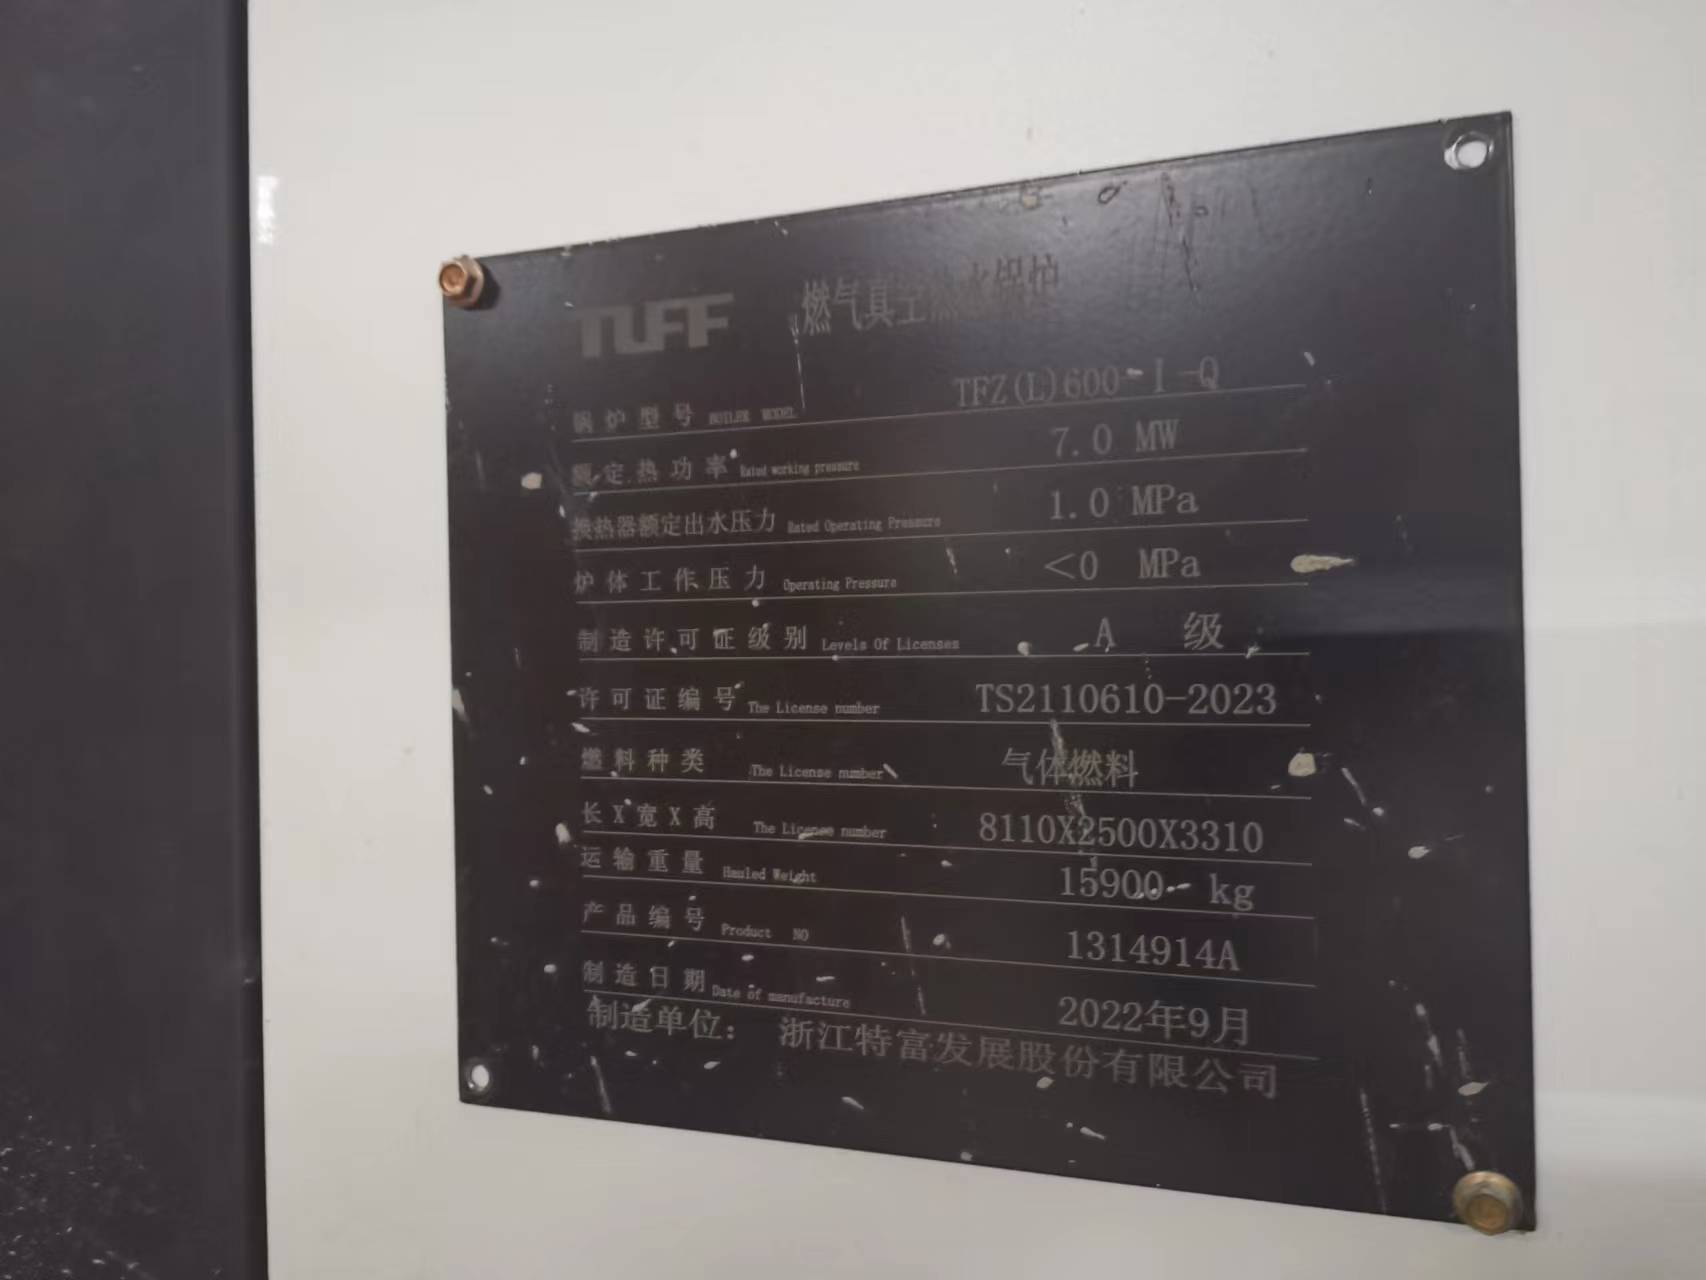 TUFF 燃气真空热水锅炉
锅炉型号 BOILER MODEL TFZ(L)600-I-Q
额定热功率 Rated working pressure 7.0 MW
换热器额定出水压力 Rated Operating Pressure 1.0 MPa
炉体工作压力 Operating Pressure <0 MPa
制造许可证级别 Levels Of Licenses A 级
许可证编号 The License number TS2110610-2023
燃料种类 The License number 气体燃料
长X宽X高 The License number 8110X2500X3310
运输重量 Hauled Weight 15900 kg
产品编号 Product NO 1314914A
制造日期 Date of manufacture 2022年9月
制造单位： 浙江特富发展股份有限公司